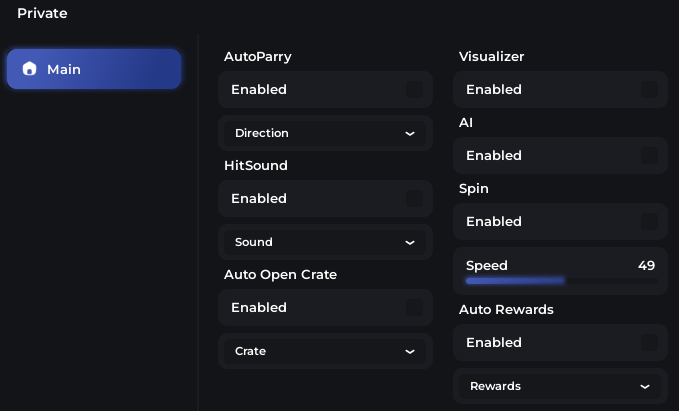 Private
Main
AutoParry
Enabled
Direction
HitSound
Enabled
Sound
Auto Open Crate
Enabled
Crate
Visualizer
Enabled
AI
Enabled
Spin
Enabled
Speed 49
Auto Rewards
Enabled
Rewards